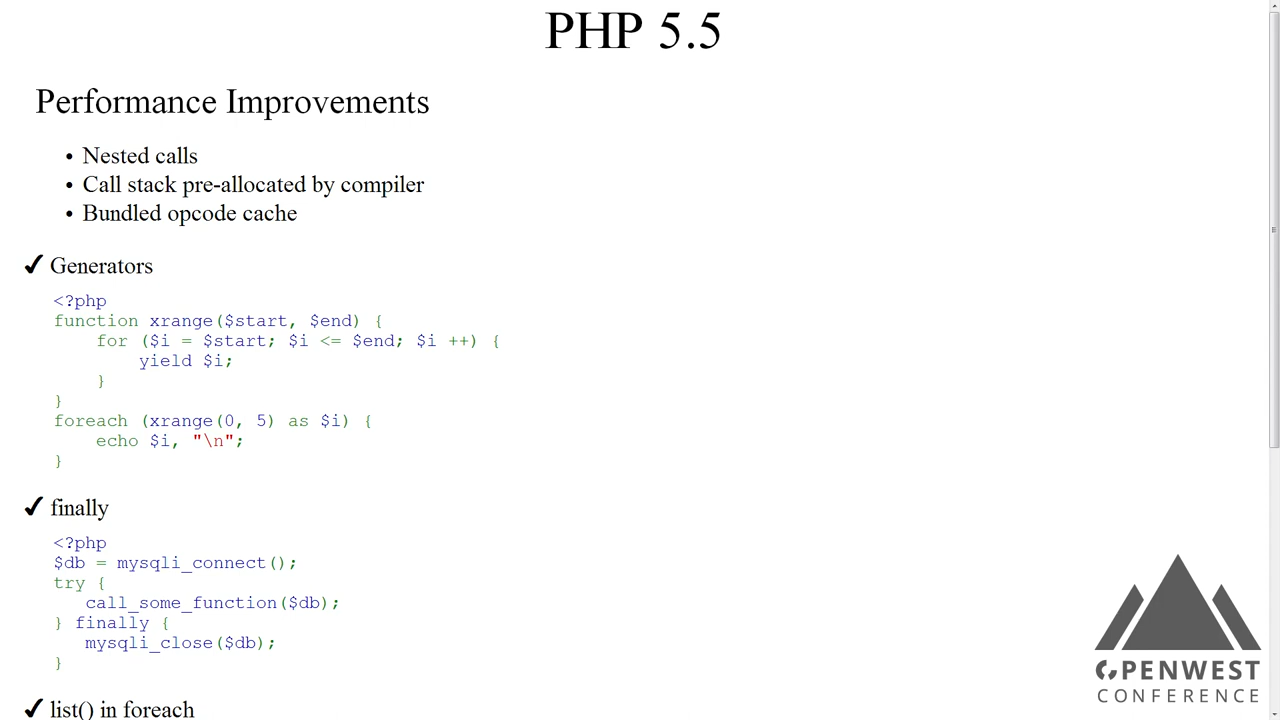 PHP 5.5
Performance Improvements
• Nested calls
• Call stack pre-allocated by compiler
• Bundled opcode cache
✔ Generators
<?php
function xrange($start, $end) {
    for ($i = $start; $i <= $end; $i ++) {
        yield $i;
    }
}
foreach (xrange(0, 5) as $i) {
    echo $i, "\n";
}
✔ finally
<?php
$db = mysqli_connect();
try {
   call_some_function($db);
} finally {
   mysqli_close($db);
}
✔ list() in foreach
OPENWEST
CONFERENCE